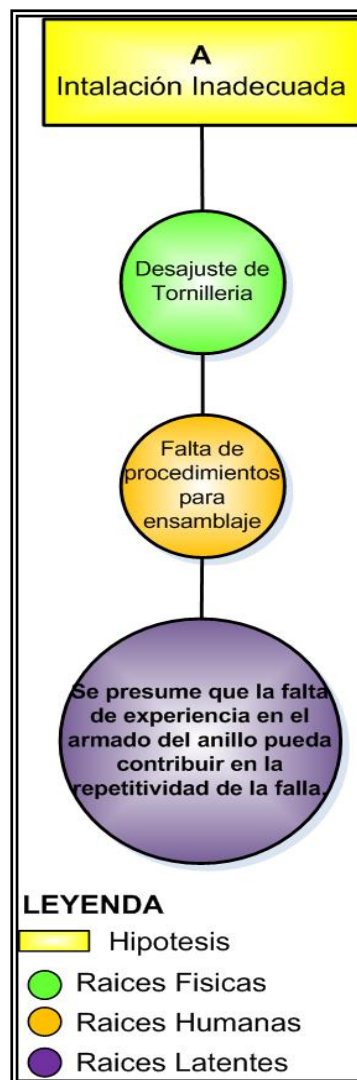 A
Intalación Inadecuada
Desajuste de
Tornilleria
Falta de
procedimientos
para
ensamblaje
Se presume que la falta
de experiencia en el
armado del anillo pueda
contribuir en la
repetitividad de la falla.
LEYENDA
Hipotesis
Raices Fisicas
Raices Humanas
Raices Latentes